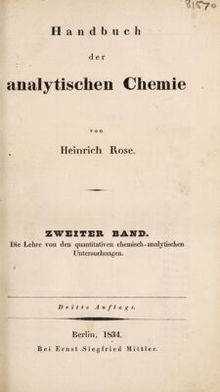 81570
Handbuch
der
analytischen Chemie
von
Heinrich Rose.
ZWEITER BAND.
Die Lehre von den quantitativen chemisch-analytischen
Untersuchungen.
Dritte Auflage.
Berlin, 1834.
Bei Ernst Siegfried Mittler.